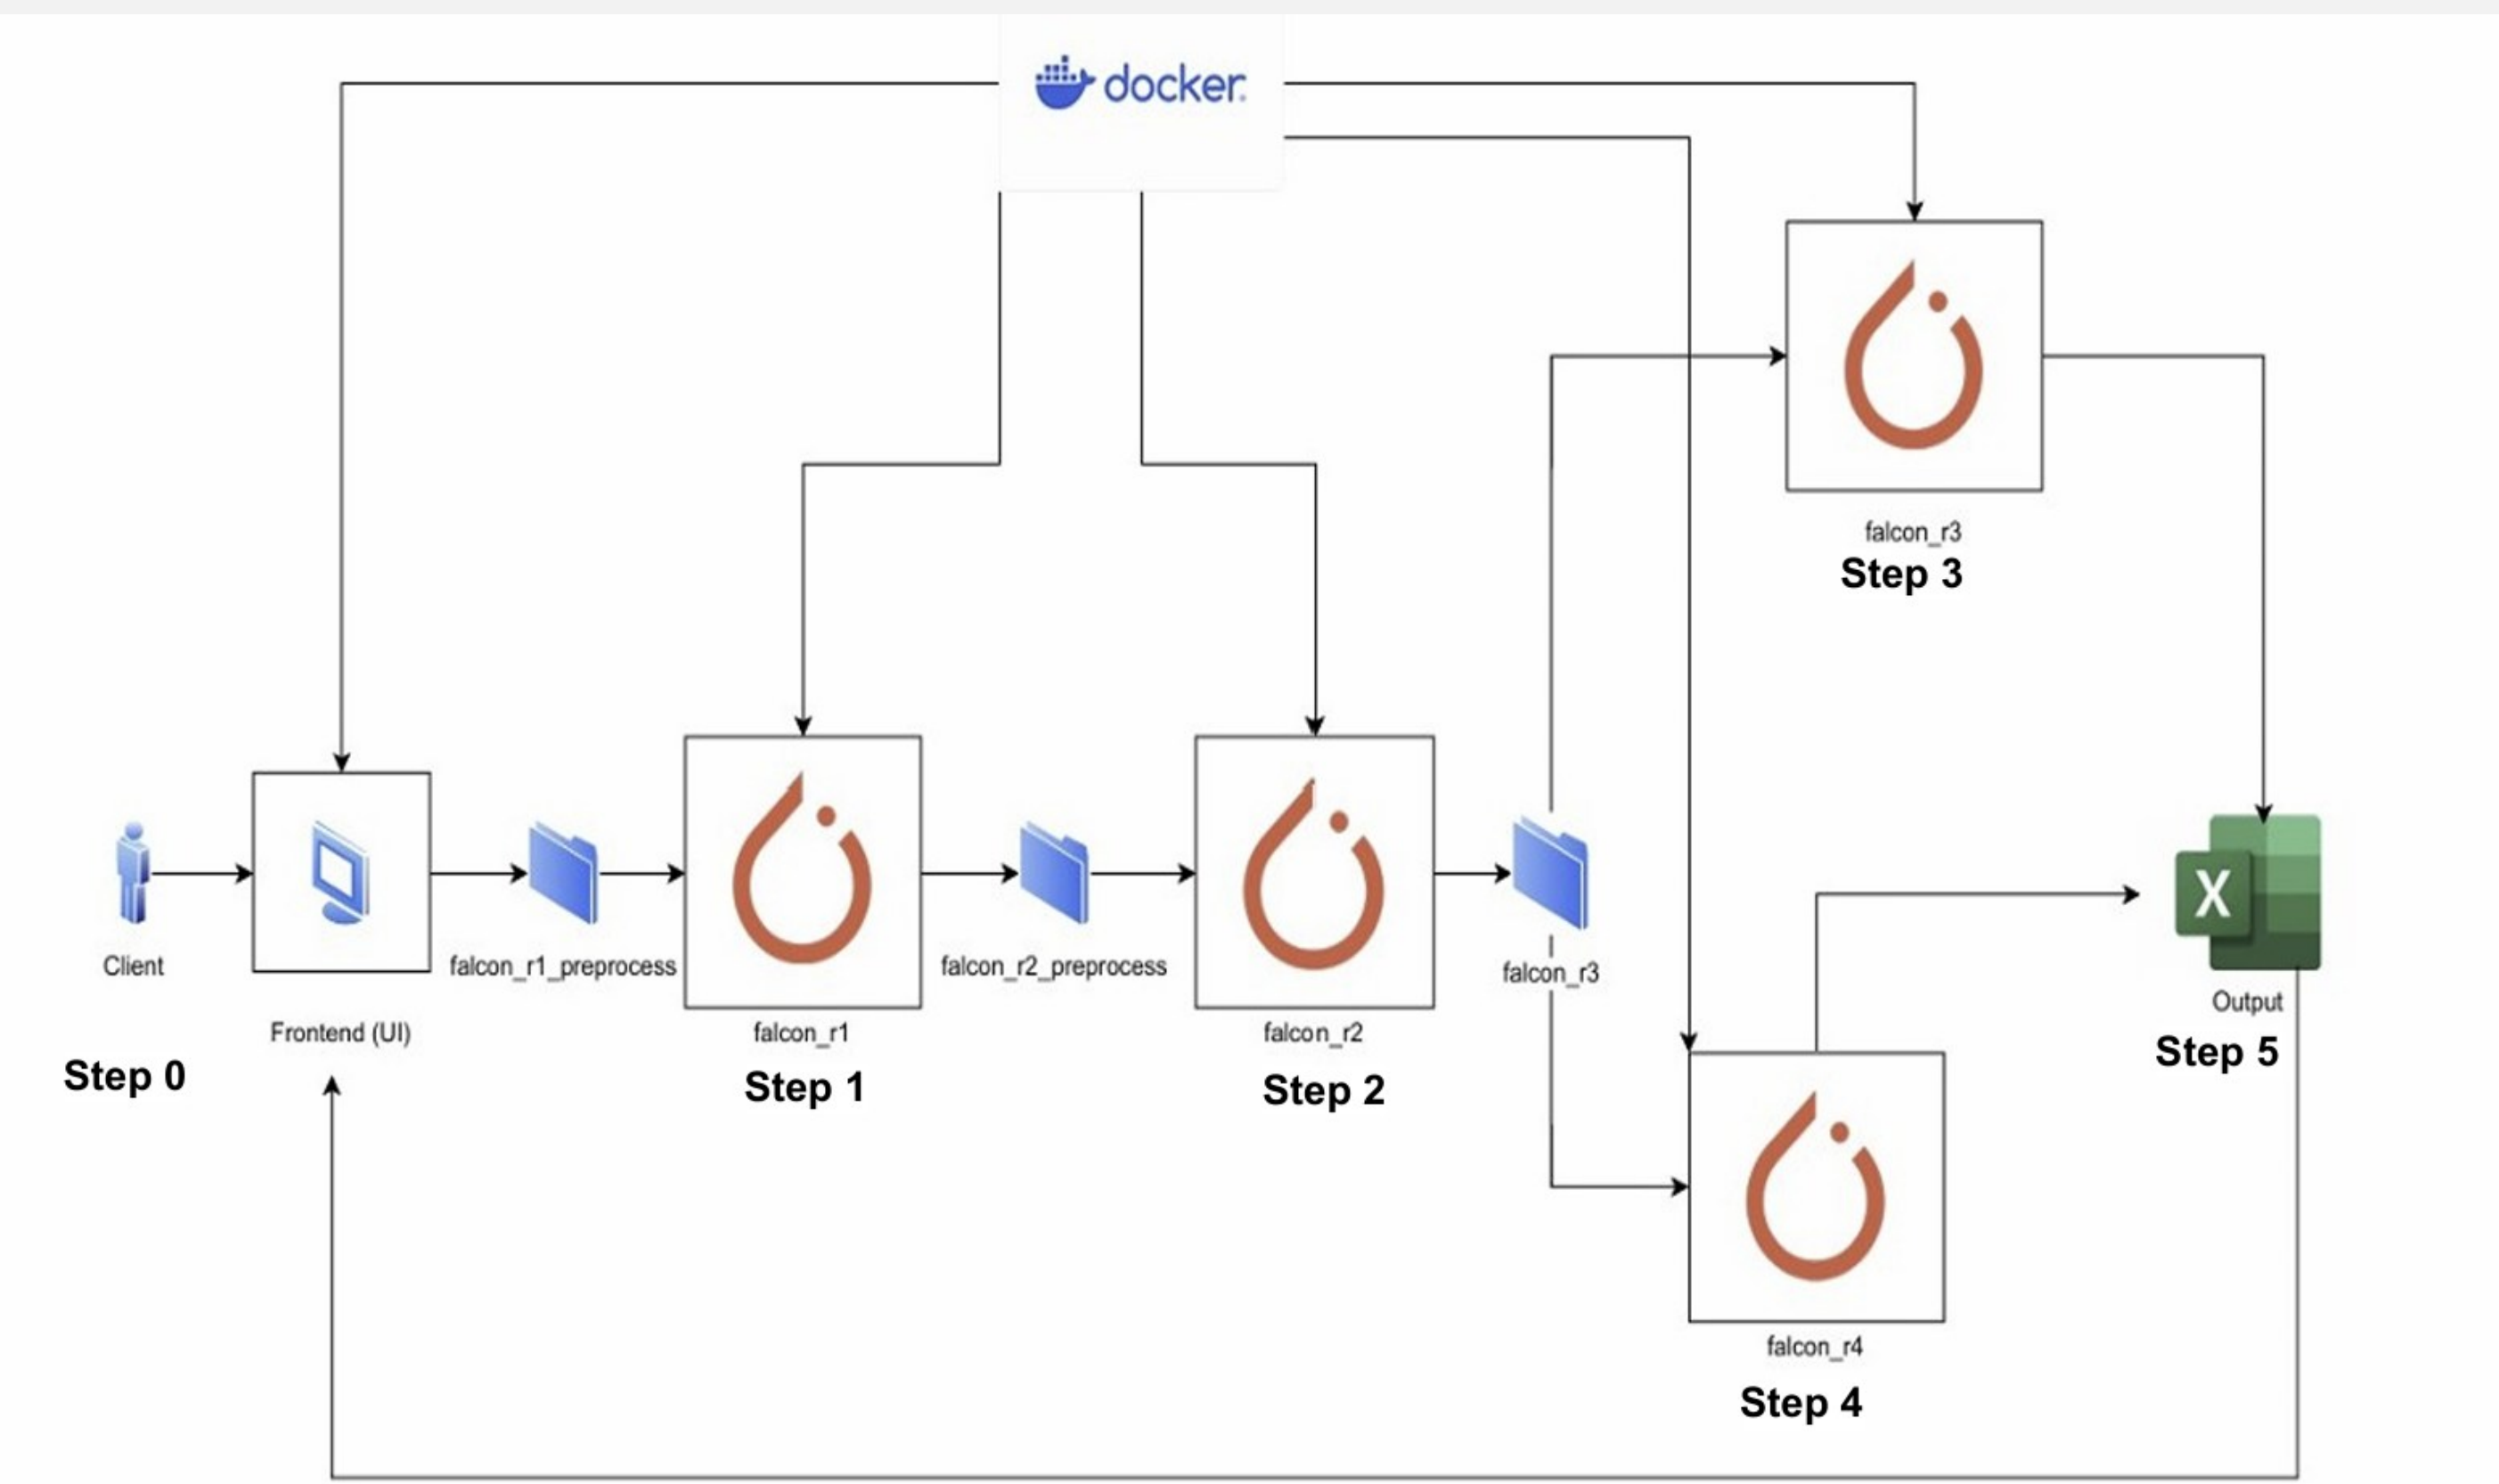 docker
falcon_r3
Step 3
Client
falcon_r1_preprocess
falcon_r2_preprocess
falcon_r3
X
Output
Frontend (UI)
falcon_r1
falcon_r2
Step 0
Step 1
Step 2
Step 5
falcon_r4
Step 4